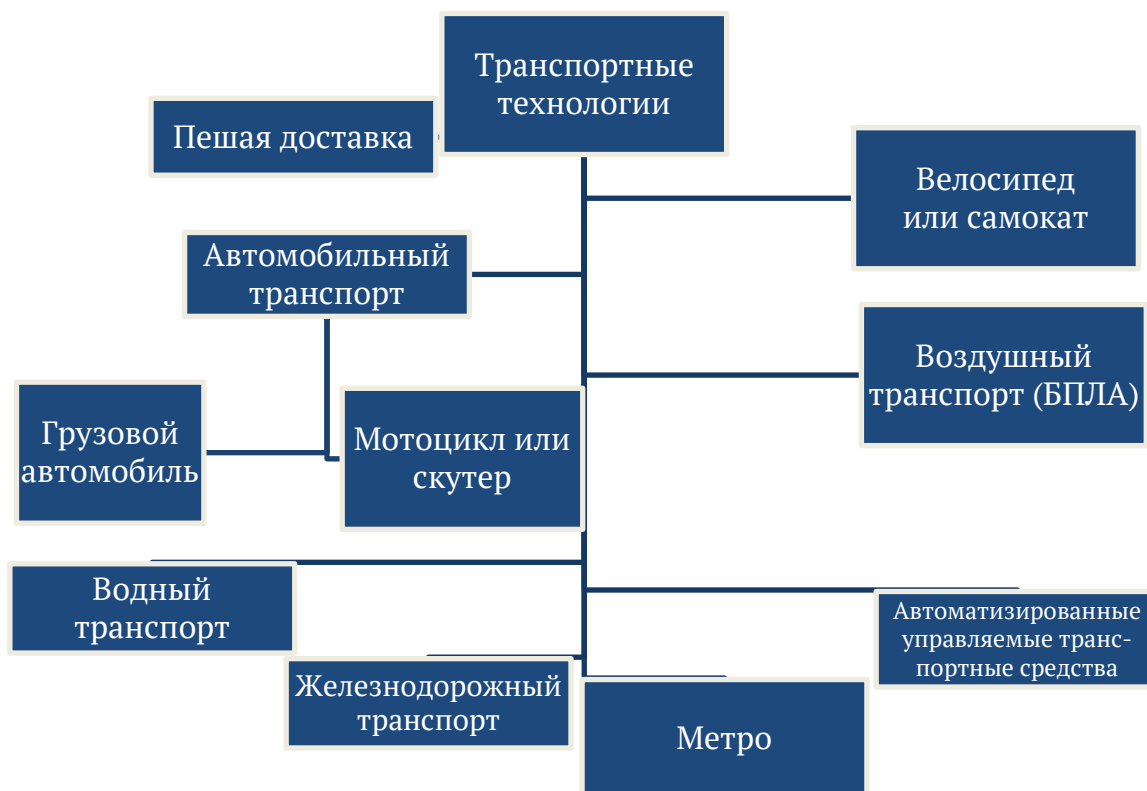 Транспортные
технологии
Пешая доставка
Велосипед
или самокат
Автомобильный
транспорт
Воздушный
транспорт (БПЛА)
Грузовой
автомобиль
Мотоцикл или
скутер
Водный
транспорт
Автоматизированные
управляемые транс-
портные средства
Железнодорожный
транспорт
Метро